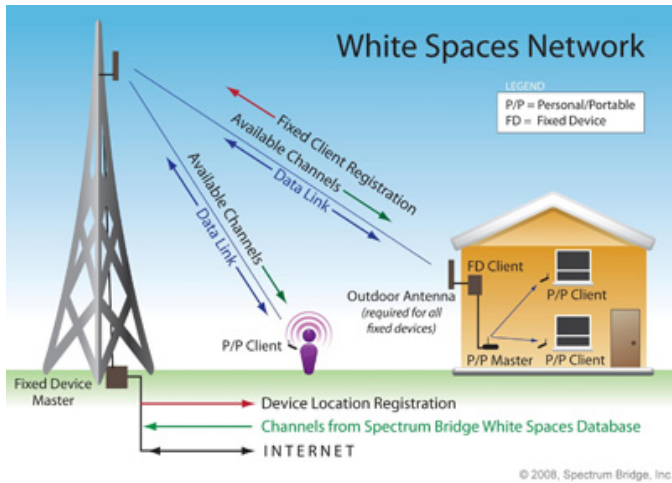 White Spaces Network
LEGEND
P/P = Personal/Portable
FD = Fixed Device
Fixed Client Registration
Available Channels
Data Link
Available Channels
Data Link
FD Client
Outdoor Antenna
(required for all
fixed devices)
P/P Client
P/P Client
P/P Master
P/P Client
Fixed Device
Master
Device Location Registration
Channels from Spectrum Bridge White Spaces Database
INTERNET
© 2008, Spectrum Bridge, Inc.